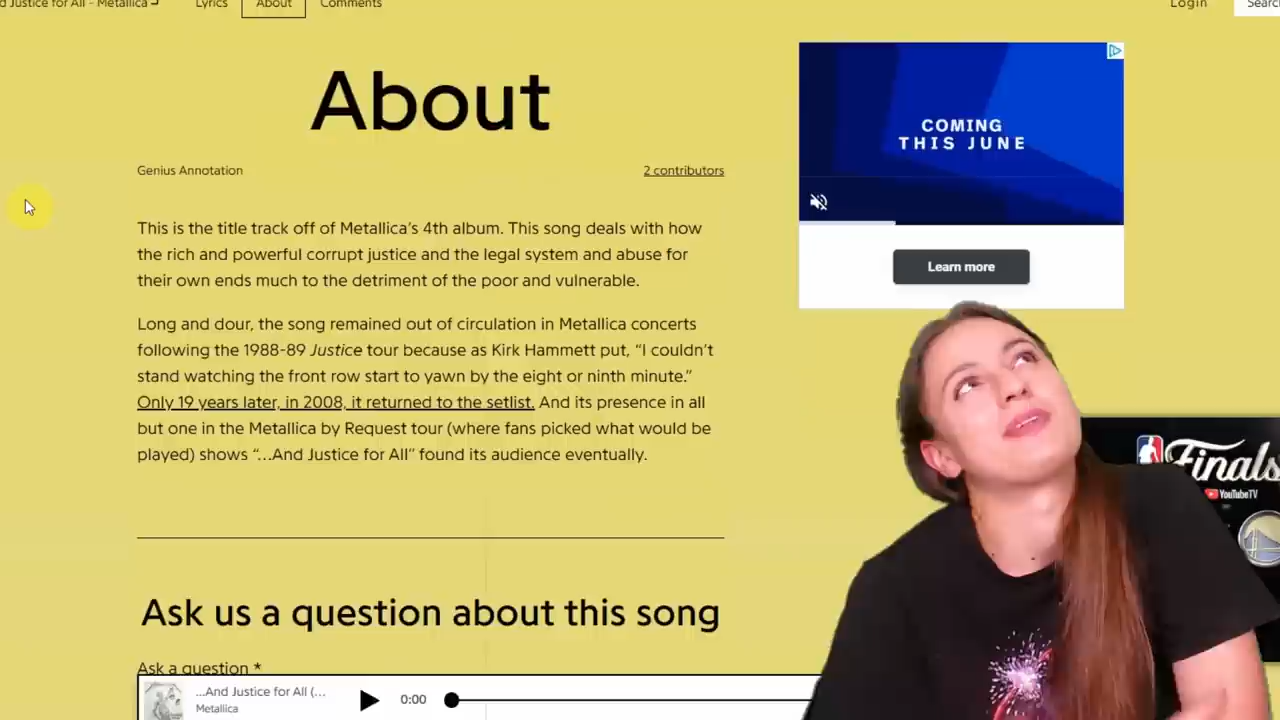 d Justice for All – Metallica
Lyrics
About
Comments
Login
Searc
About
Genius Annotation
2 contributors
This is the title track off of Metallica’s 4th album. This song deals with how
the rich and powerful corrupt justice and the legal system and abuse for
their own ends much to the detriment of the poor and vulnerable.
Long and dour, the song remained out of circulation in Metallica concerts
following the 1988-89 Justice tour because as Kirk Hammett put, “I couldn’t
stand watching the front row start to yawn by the eight or ninth minute.”
Only 19 years later, in 2008, it returned to the setlist. And its presence in all
but one in the Metallica by Request tour (where fans picked what would be
played) shows “…And Justice for All” found its audience eventually.
COMING
THIS JUNE
Learn more
Finals
YouTubeTV
Ask us a question about this song
Ask a question *
...And Justice for All (...
Metallica
0:00